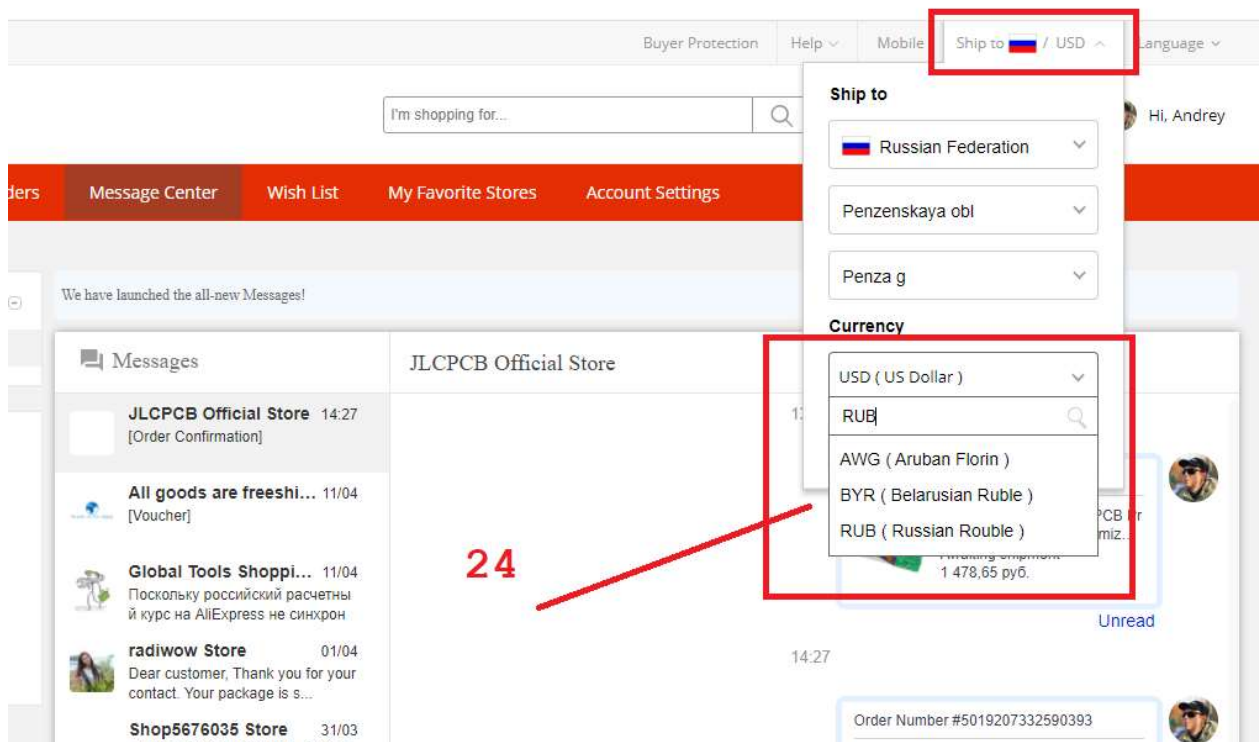 Buyer Protection
Help
Mobile
Ship to / USD
Language
I'm shopping for...
Hi, Andrey
Message Center
Wish List
My Favorite Stores
Account Settings
Ship to
Russian Federation
Penzenskaya obl
Penza g
Currency
USD ( US Dollar )
RUB
AWG ( Aruban Florin )
BYR ( Belarusian Ruble )
RUB ( Russian Rouble )
We have launched the all-new Messages!
Messages
JLCPCB Official Store 14:27
[Order Confirmation]
All goods are freeshi... 11/04
[Voucher]
Global Tools Shoppi... 11/04
Поскольку российский расчетны
й курс на AliExpress не синхрон
radiwow Store 01/04
Dear customer, Thank you for your
contact. Your package is s...
Shop5676035 Store 31/03
JLCPCB Official Store
24
1 478,65 руб.
Unread
14:27
Order Number #5019207332590393